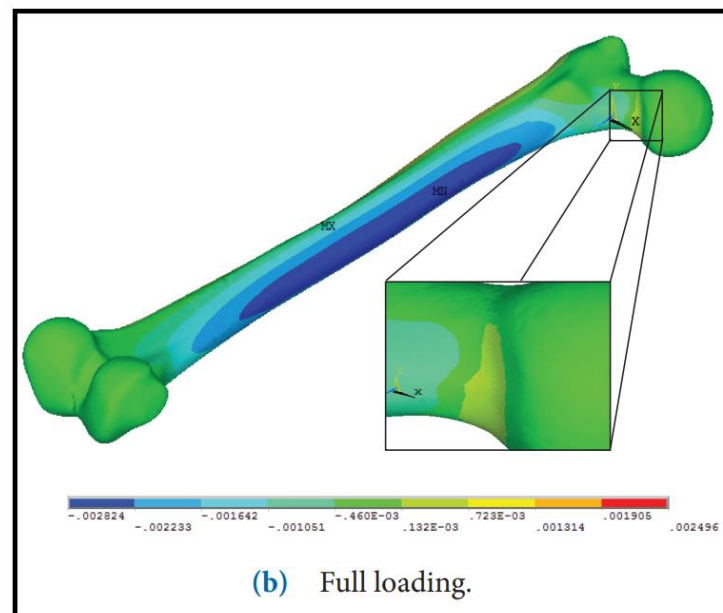 Y
X
MN
MX
Y
X
-.002824
-.002233
-.001642
-.001051
-.460E-03
.132E-03
.723E-03
.001314
.001905
.002496
(b) Full loading.